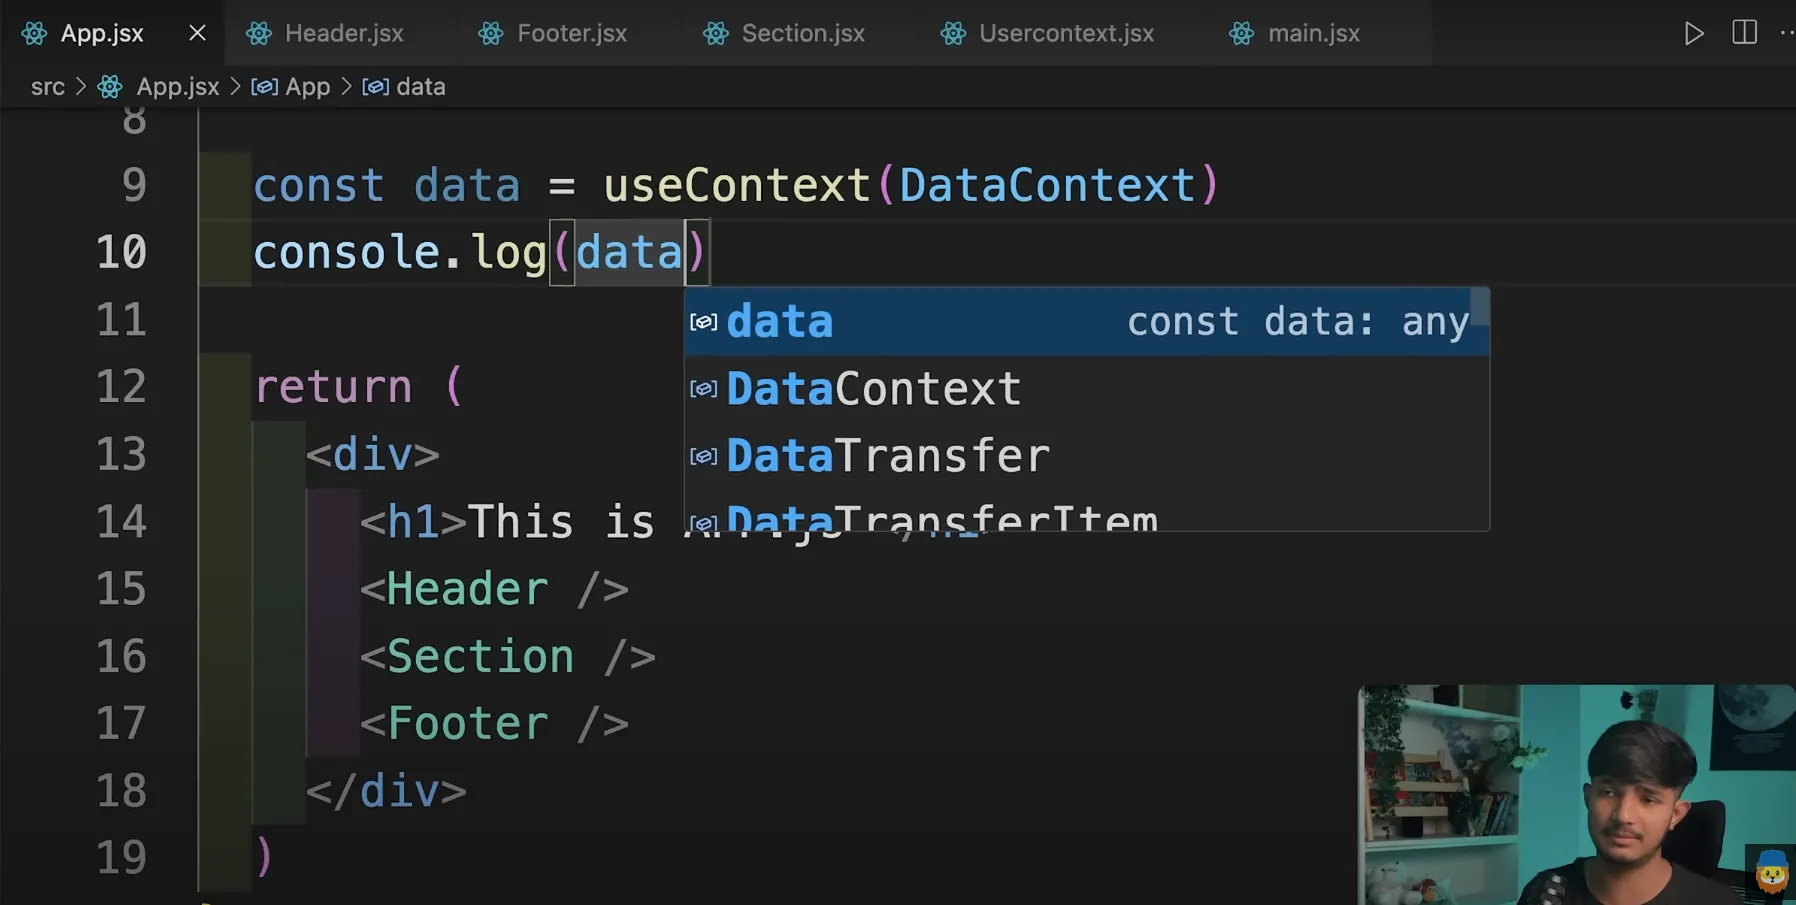 App.jsx Header.jsx Footer.jsx Section.jsx Usercontext.jsx main.jsx
src > App.jsx > App > data
8
9 const data = useContext(DataContext)
10 console.log(data)
data const data: any
11
12 return (
DataContext
13 <div>
DataTransfer
14 <h1>This is
DataTransferItem
15 <Header />
16 <Section />
17 <Footer />
18 </div>
19 )